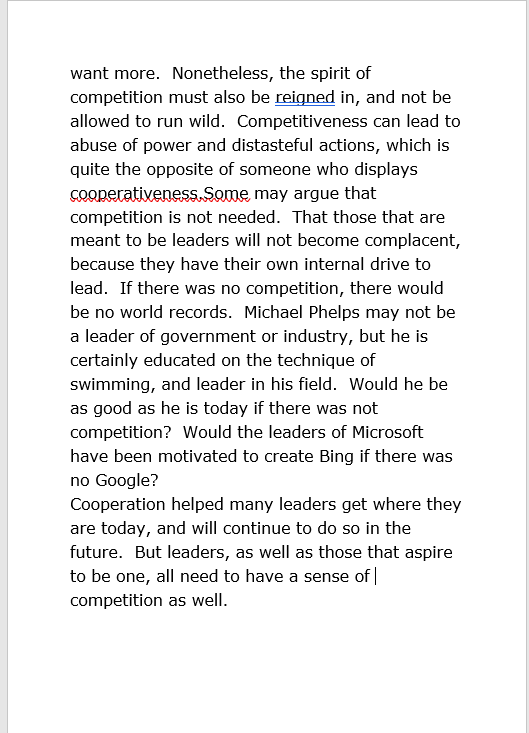 want more.  Nonetheless, the spirit of
competition must also be reigned in, and not be
allowed to run wild.  Competitiveness can lead to
abuse of power and distasteful actions, which is
quite the opposite of someone who displays
cooperativeness.Some may argue that
competition is not needed.  That those that are
meant to be leaders will not become complacent,
because they have their own internal drive to
lead.  If there was no competition, there would
be no world records.  Michael Phelps may not be
a leader of government or industry, but he is
certainly educated on the technique of
swimming, and leader in his field.  Would he be
as good as he is today if there was not
competition?  Would the leaders of Microsoft
have been motivated to create Bing if there was
no Google?
Cooperation helped many leaders get where they
are today, and will continue to do so in the
future.  But leaders, as well as those that aspire
to be one, all need to have a sense of
competition as well.